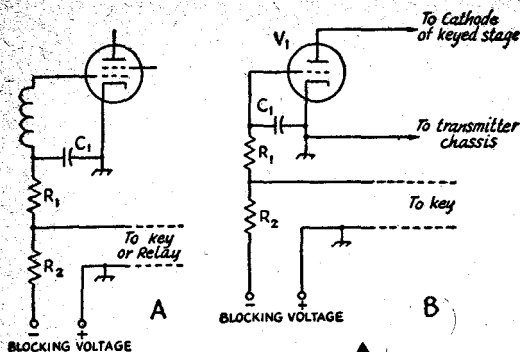 C₁
R₁
To key
or Relay
R₂
A
− +
BLOCKING VOLTAGE
To Cathode
of keyed stage
V₁
C₁
To transmitter
chassis
R₁
To key
R₂
B
− +
BLOCKING VOLTAGE